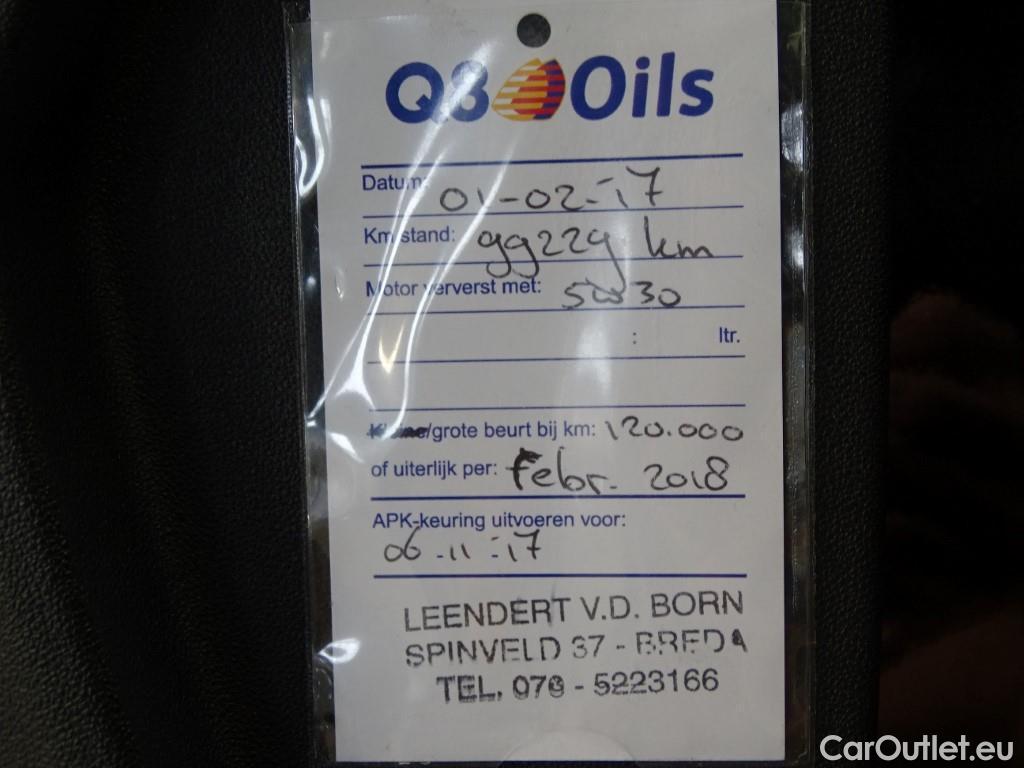 Q8 Oils
Datum: 01-02-17
Km stand: 99229 km
Motor ververst met: 5w30
: ltr.
Kleine/grote beurt bij km: 120.000
of uiterlijk per: Febr. 2018
APK-keuring uitvoeren voor:
06-11-17
LEENDERT V.D. BORN
SPINVELD 37 - BREDA
TEL. 076 - 5223166
CarOutlet.eu